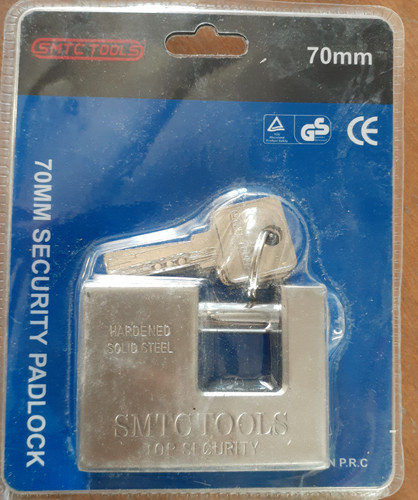 SMTC TOOLS
70mm
GS
CE
70MM SECURITY PADLOCK
HARDENED
SOLID STEEL
SMTC TOOLS
TOP SECURITY
N P.R.C